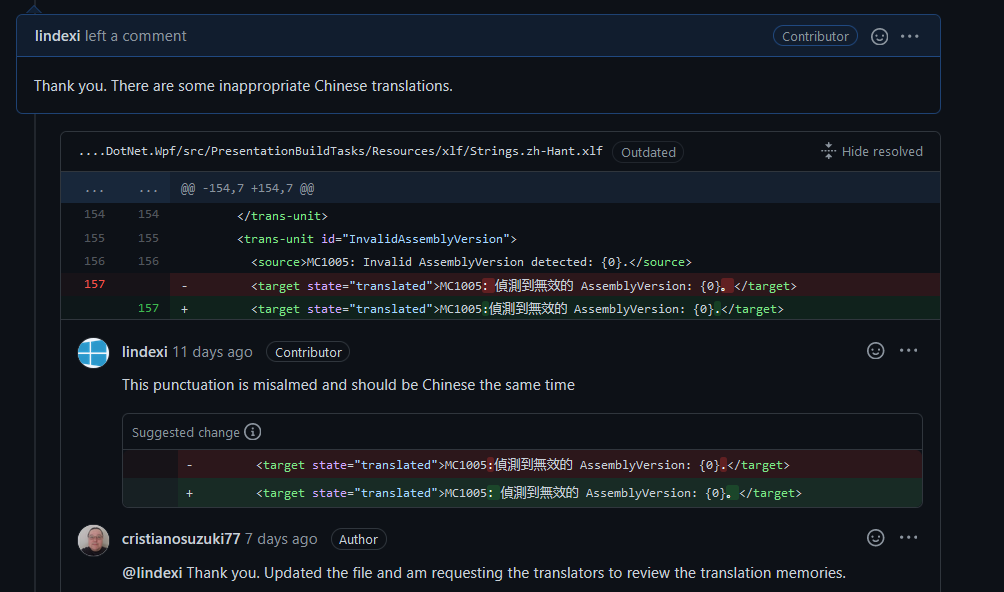 lindexi left a comment Contributor
Thank you. There are some inappropriate Chinese translations.
....DotNet.Wpf/src/PresentationBuildTasks/Resources/xlf/Strings.zh-Hant.xlf Outdated Hide resolved
... ... @@ -154,7 +154,7 @@
154 154 </trans-unit>
155 155 <trans-unit id="InvalidAssemblyVersion">
156 156 <source>MC1005: Invalid AssemblyVersion detected: {0}.</source>
157 - <target state="translated">MC1005：偵測到無效的 AssemblyVersion: {0}。</target>
157 + <target state="translated">MC1005:偵測到無效的 AssemblyVersion: {0}.</target>
lindexi 11 days ago Contributor
This punctuation is misalmed and should be Chinese the same time
Suggested change
- <target state="translated">MC1005:偵測到無效的 AssemblyVersion: {0}.</target>
+ <target state="translated">MC1005：偵測到無效的 AssemblyVersion: {0}。</target>
cristianosuzuki77 7 days ago Author
@lindexi Thank you. Updated the file and am requesting the translators to review the translation memories.